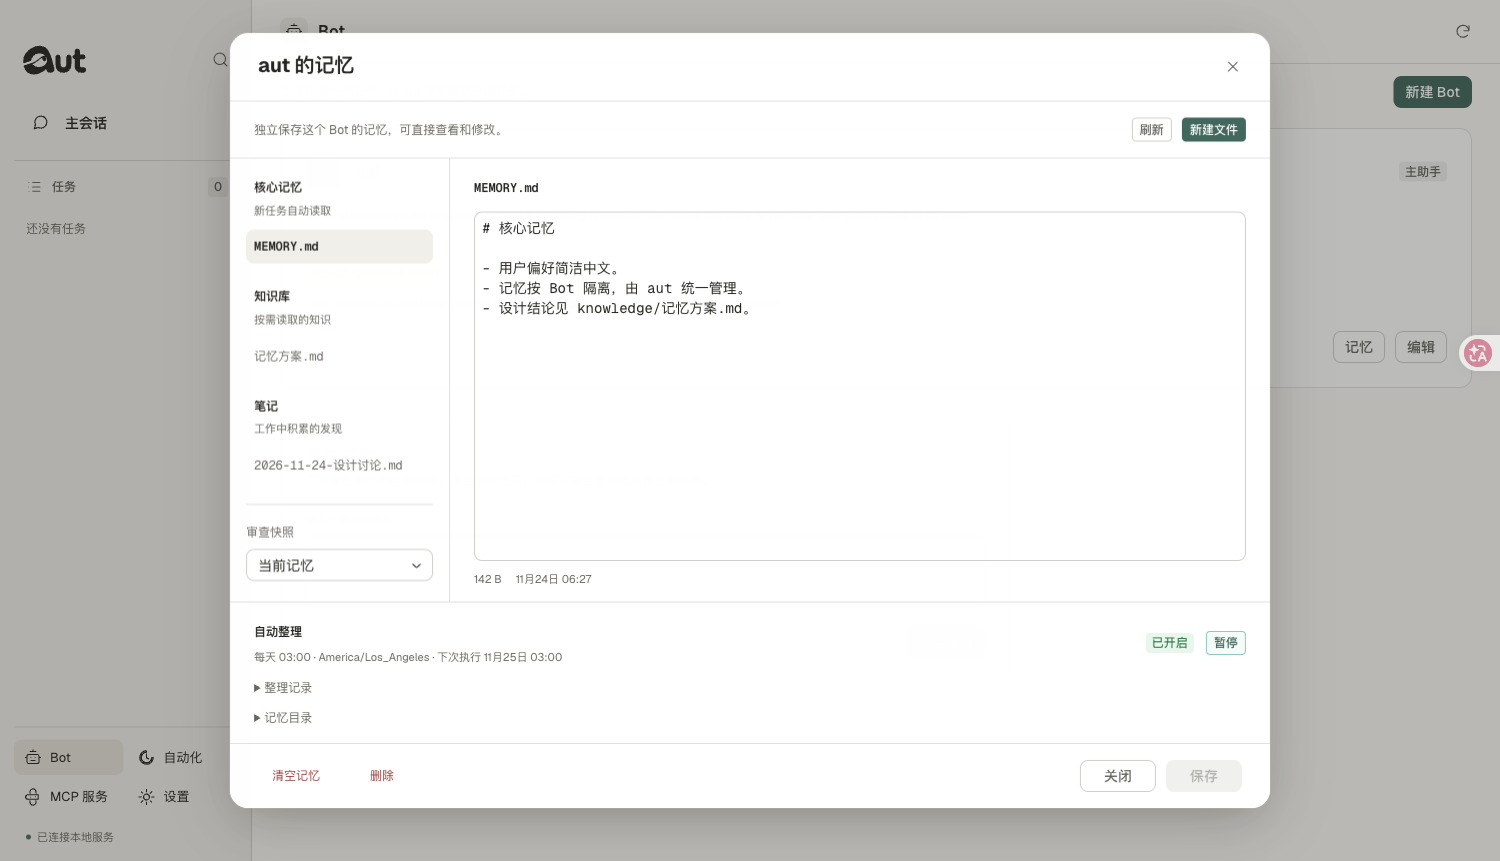 aut
主会话
任务
0
还没有任务
Bot
自动化
MCP 服务
设置
已连接本地服务
Bot
新建 Bot
主助手
记忆
编辑
aut 的记忆
独立保存这个 Bot 的记忆，可直接查看和修改。
刷新
新建文件
核心记忆
新任务自动读取
MEMORY.md
知识库
按需读取的知识
记忆方案.md
笔记
工作中积累的发现
2026-11-24-设计讨论.md
审查快照
当前记忆
MEMORY.md
# 核心记忆
- 用户偏好简洁中文。
- 记忆按 Bot 隔离，由 aut 统一管理。
- 设计结论见 knowledge/记忆方案.md。
142 B 11月24日 06:27
自动整理
每天 03:00 · America/Los_Angeles · 下次执行 11月25日 03:00
已开启
暂停
整理记录
记忆目录
清空记忆
删除
关闭
保存